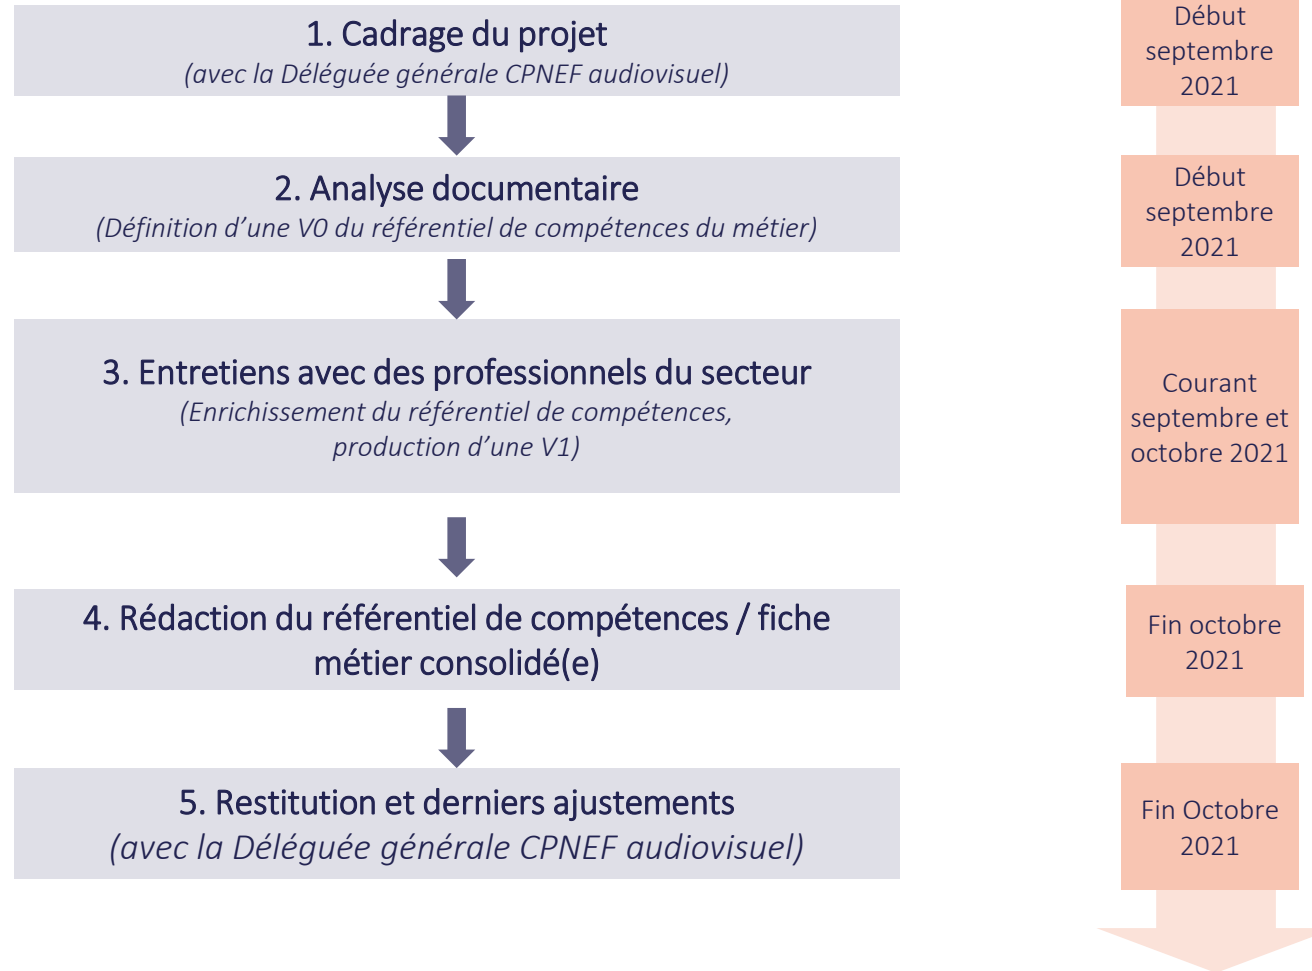 1. Cadrage du projet
(avec la Déléguée générale CPNEF audiovisuel)
Début
septembre
2021
2. Analyse documentaire
(Définition d’une V0 du référentiel de compétences du métier)
Début
septembre
2021
3. Entretiens avec des professionnels du secteur
(Enrichissement du référentiel de compétences,
production d’une V1)
Courant
septembre et
octobre 2021
4. Rédaction du référentiel de compétences / fiche
métier consolidé(e)
Fin octobre
2021
5. Restitution et derniers ajustements
(avec la Déléguée générale CPNEF audiovisuel)
Fin Octobre
2021